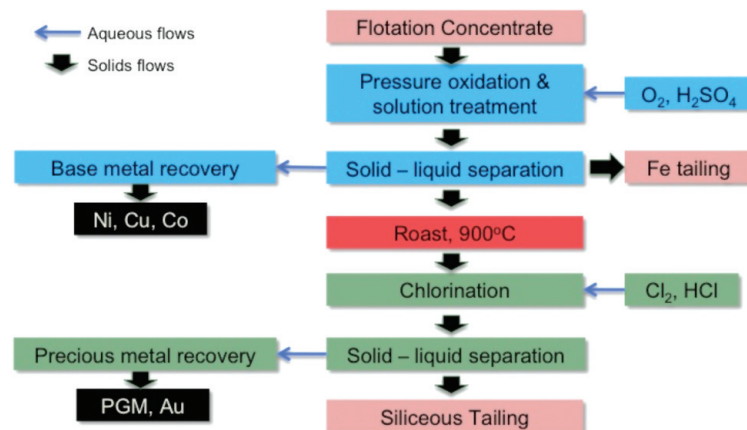 Aqueous flows
Solids flows
Flotation Concentrate
Pressure oxidation &
solution treatment
O₂, H₂SO₄
Base metal recovery
Solid – liquid separation
Fe tailing
Ni, Cu, Co
Roast, 900ºC
Chlorination
Cl₂, HCl
Precious metal recovery
Solid – liquid separation
PGM, Au
Siliceous Tailing